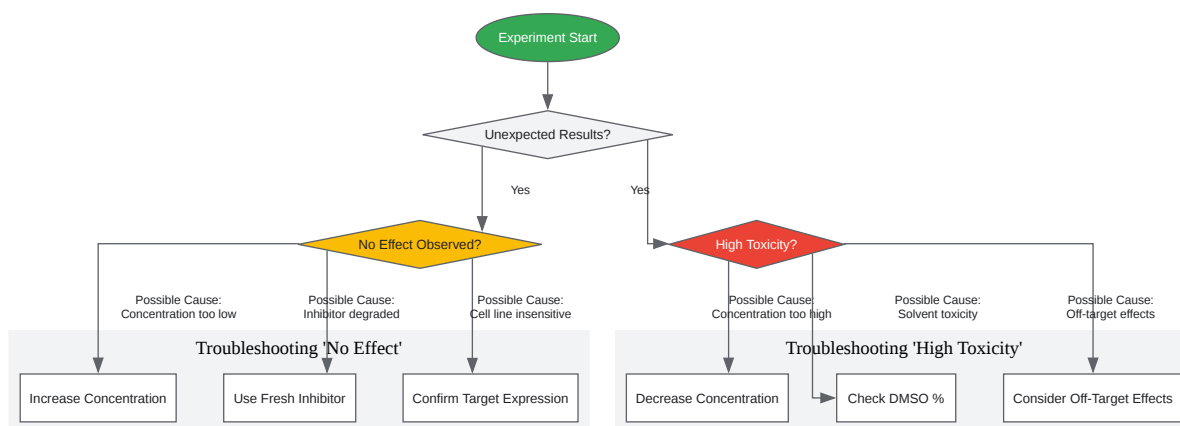 Experiment Start
Unexpected Results?
Yes
Yes
No Effect Observed?
High Toxicity?
Possible Cause:
Concentration too low
Possible Cause:
Inhibitor degraded
Possible Cause:
Cell line insensitive
Possible Cause:
Concentration too high
Possible Cause:
Solvent toxicity
Possible Cause:
Off-target effects
Troubleshooting 'No Effect'
Troubleshooting 'High Toxicity'
Increase Concentration
Use Fresh Inhibitor
Confirm Target Expression
Decrease Concentration
Check DMSO %
Consider Off-Target Effects